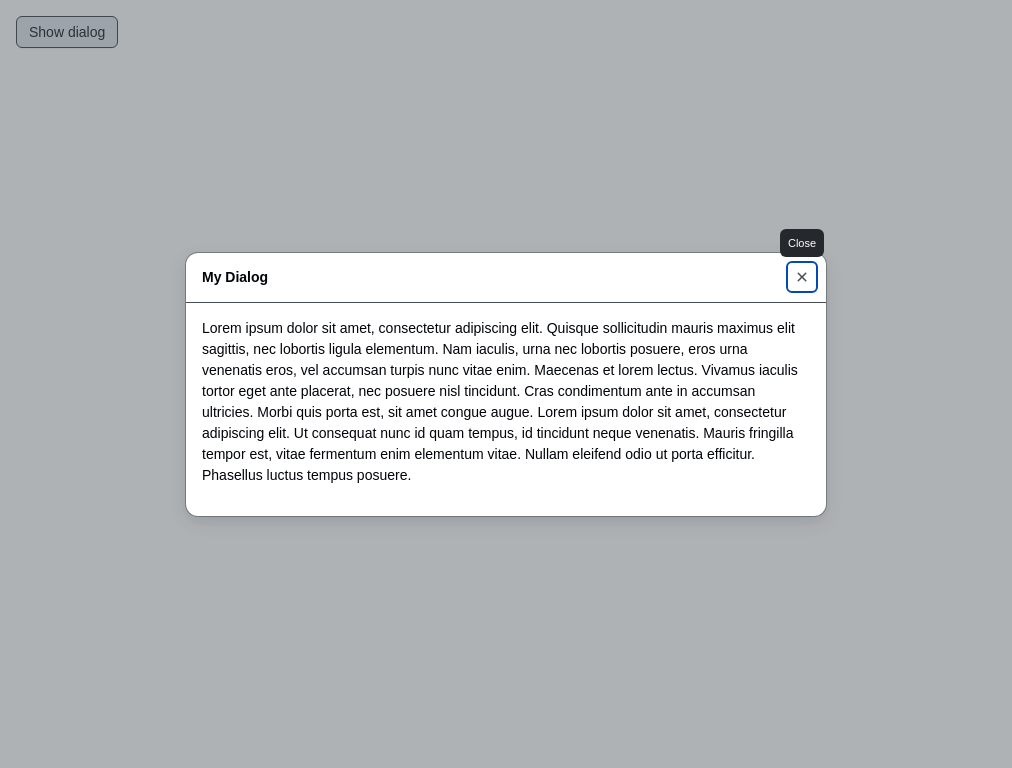 Show dialog
Close
My Dialog
Lorem ipsum dolor sit amet, consectetur adipiscing elit. Quisque sollicitudin mauris maximus elit
sagittis, nec lobortis ligula elementum. Nam iaculis, urna nec lobortis posuere, eros urna
venenatis eros, vel accumsan turpis nunc vitae enim. Maecenas et lorem lectus. Vivamus iaculis
tortor eget ante placerat, nec posuere nisl tincidunt. Cras condimentum ante in accumsan
ultricies. Morbi quis porta est, sit amet congue augue. Lorem ipsum dolor sit amet, consectetur
adipiscing elit. Ut consequat nunc id quam tempus, id tincidunt neque venenatis. Mauris fringilla
tempor est, vitae fermentum enim elementum vitae. Nullam eleifend odio ut porta efficitur.
Phasellus luctus tempus posuere.